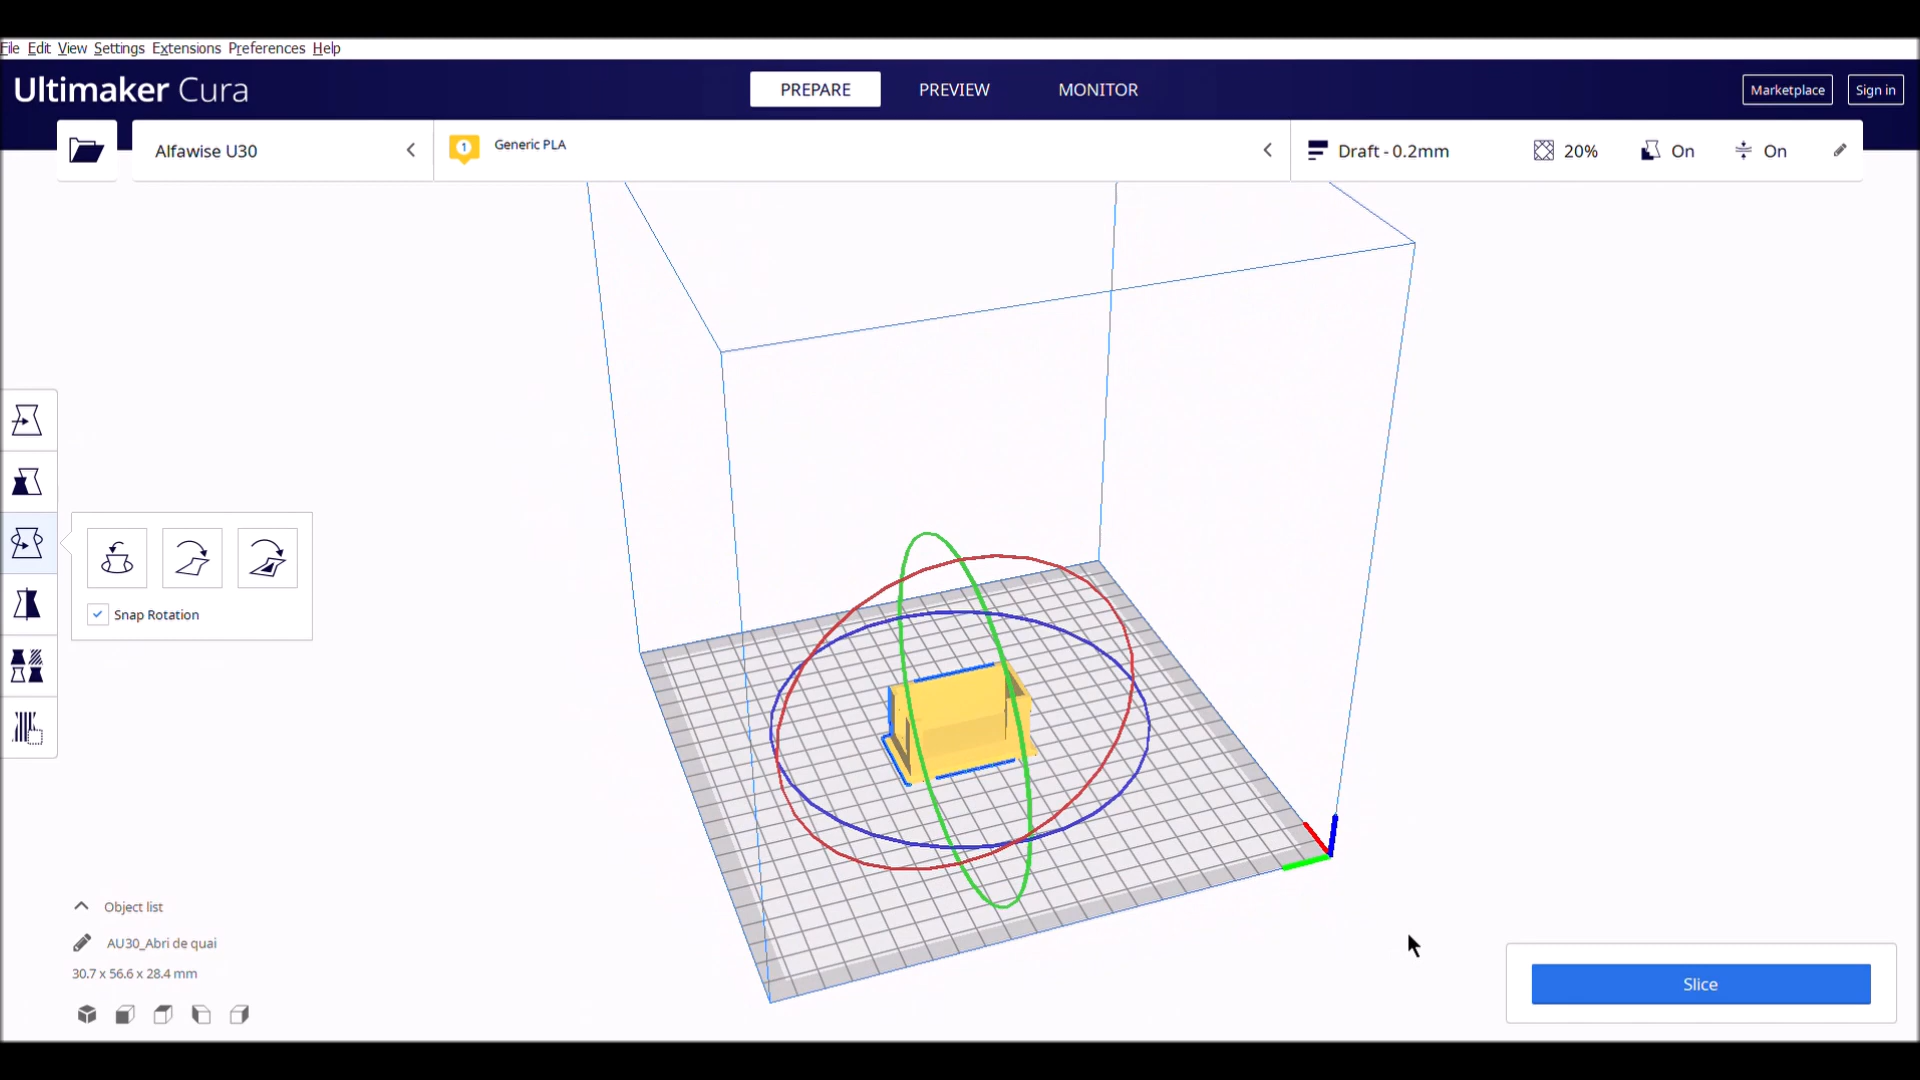 File Edit View Settings Extensions Preferences Help
Ultimaker Cura
PREPARE
PREVIEW
MONITOR
Marketplace
Sign in
Alfawise U30
1
Generic PLA
Draft - 0.2mm
20%
On
On
Snap Rotation
Object list
AU30_Abri de quai
30.7 x 56.6 x 28.4 mm
Slice